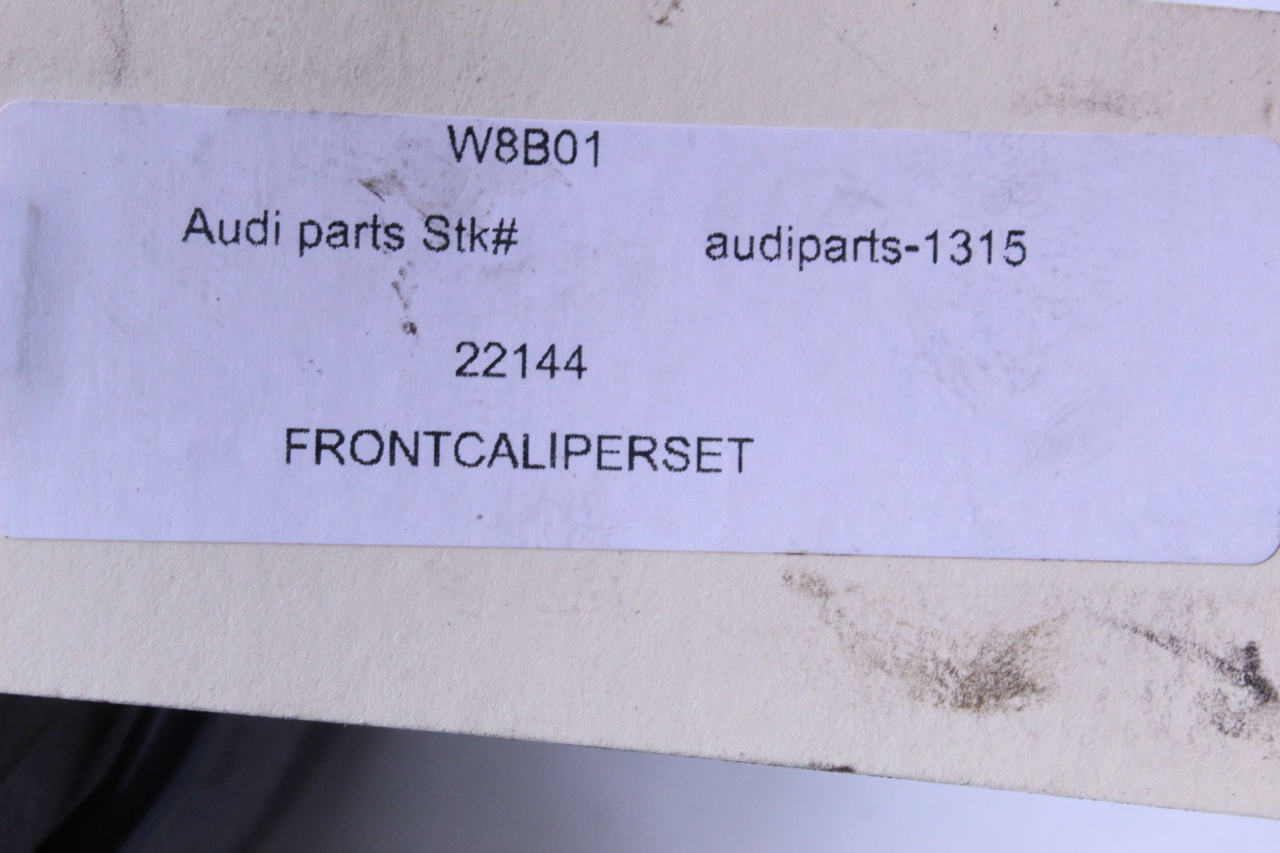 W8B01
Audi parts Stk# audiparts-1315
22144
FRONTCALIPERSET